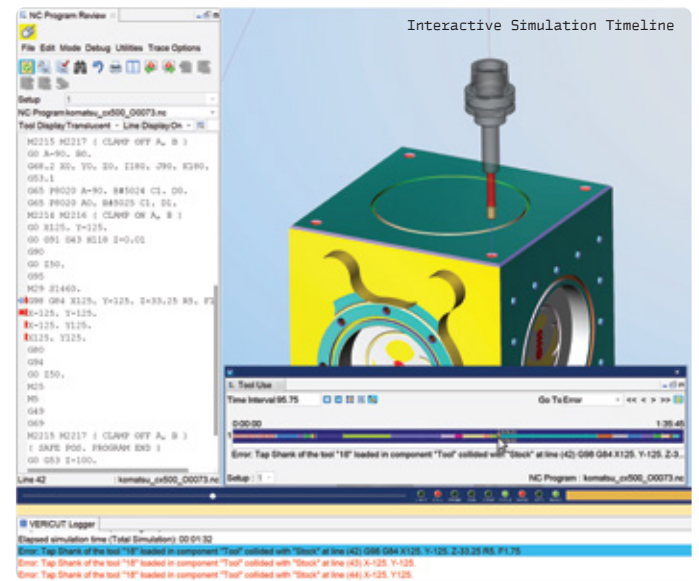 NC Program Review
Interactive Simulation Timeline
File Edit Mode Debug Utilities Trace Options
Setup 1
NC Program komatsu_cx500_O0073.nc
Tool Display Translucent Line Display On
M2215 M2217 ( CLAMP OFF A, B )
G0 A-90. B0.
G68.2 X0. Y0. Z0. I180. J90. K180.
G53.1
G65 P8020 A-90. B#5024 C1. D0.
G65 P8020 A0. B#5025 C1. D1.
M2214 M2216 ( CLAMP ON A, B )
G0 X125. Y-125.
G0 G91 G43 H118 Z-0.01
G90
G0 Z50.
G95
M29 S1460.
G98 G84 X125. Y-125. Z-33.25 R5. F1
X-125. Y-125.
X-125. Y125.
X125. Y125.
G80
G94
G0 Z50.
M25
M5
G49
G69
M2215 M2217 ( CLAMP OFF A, B )
( SAFE POS. PROGRAM END )
G0 G53 Z-100.
Line 42 komatsu_cx500_O0073.nc
Tool Use
Time Interval 95.75 Go To Error << < > >>
0:00:00 1:35:45
1
Error: Tap Shank of the tool "18" loaded in component "Tool" collided with "Stock" at line (42) G98 G84 X125. Y-125. Z-3...
Setup : 1 NC Program : komatsu_cx500_O0073.nc
VERICUT Logger
Elapsed simulation time (Total Simulation): 00:01:32
Error: Tap Shank of the tool "18" loaded in component "Tool" collided with "Stock" at line (42) G98 G84 X125. Y-125. Z-33.25 R5. F1.75
Error: Tap Shank of the tool "18" loaded in component "Tool" collided with "Stock" at line (43) X-125. Y-125.
Error: Tap Shank of the tool "18" loaded in component "Tool" collided with "Stock" at line (44) X-125. Y125.